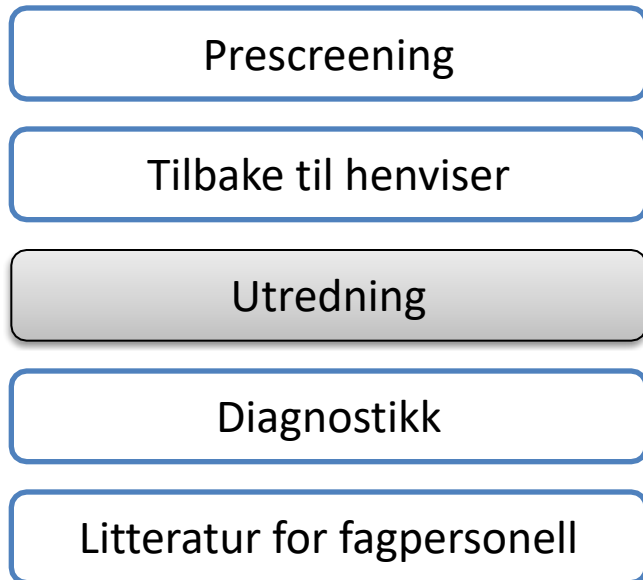 Prescreening
Tilbake til henviser
Utredning
Diagnostikk
Litteratur for fagpersonell